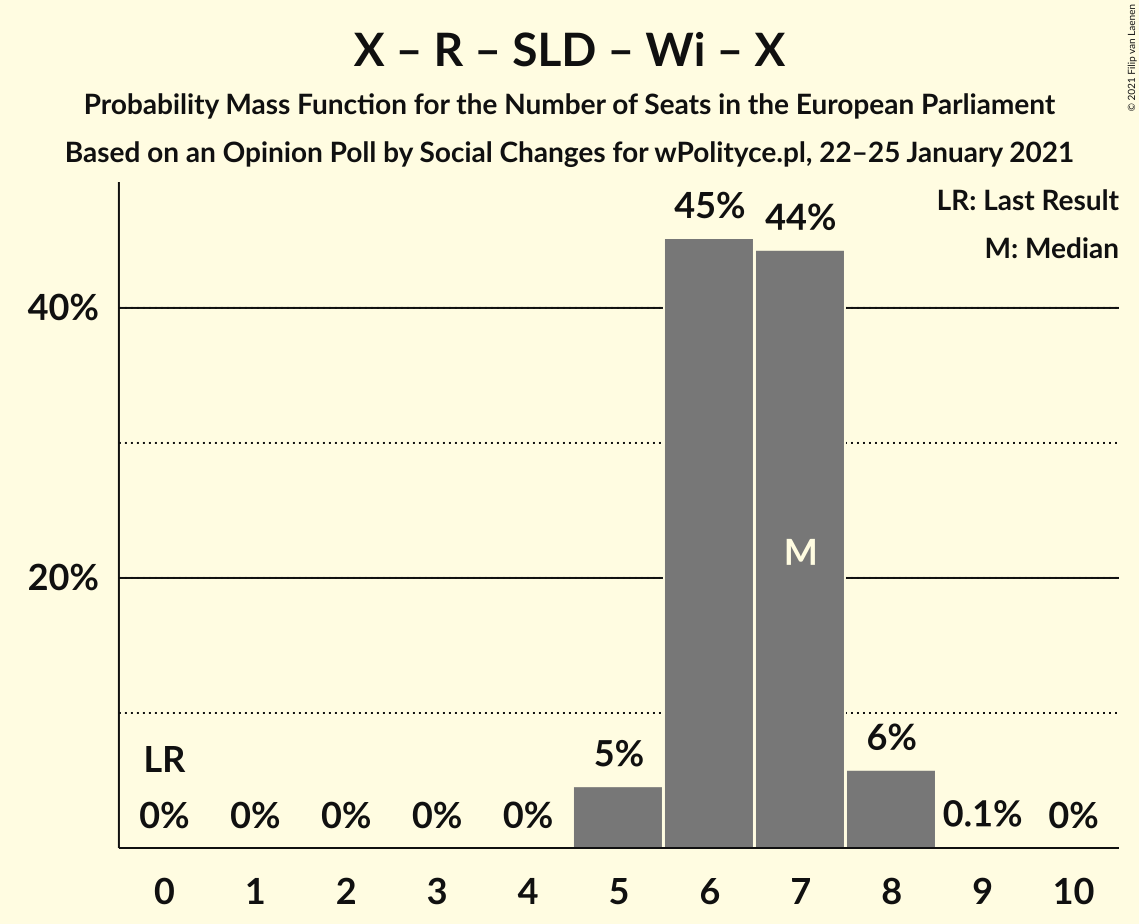 X – R – SLD – Wi – X
Probability Mass Function for the Number of Seats in the European Parliament
Based on an Opinion Poll by Social Changes for wPolityce.pl, 22–25 January 2021
© 2021 Filip van Laenen
LR: Last Result
M: Median
45%
44%
40%
M
20%
LR
5%
6%
0%
0%
0%
0%
0%
0.1%
0%
0 1 2 3 4 5 6 7 8 9 10